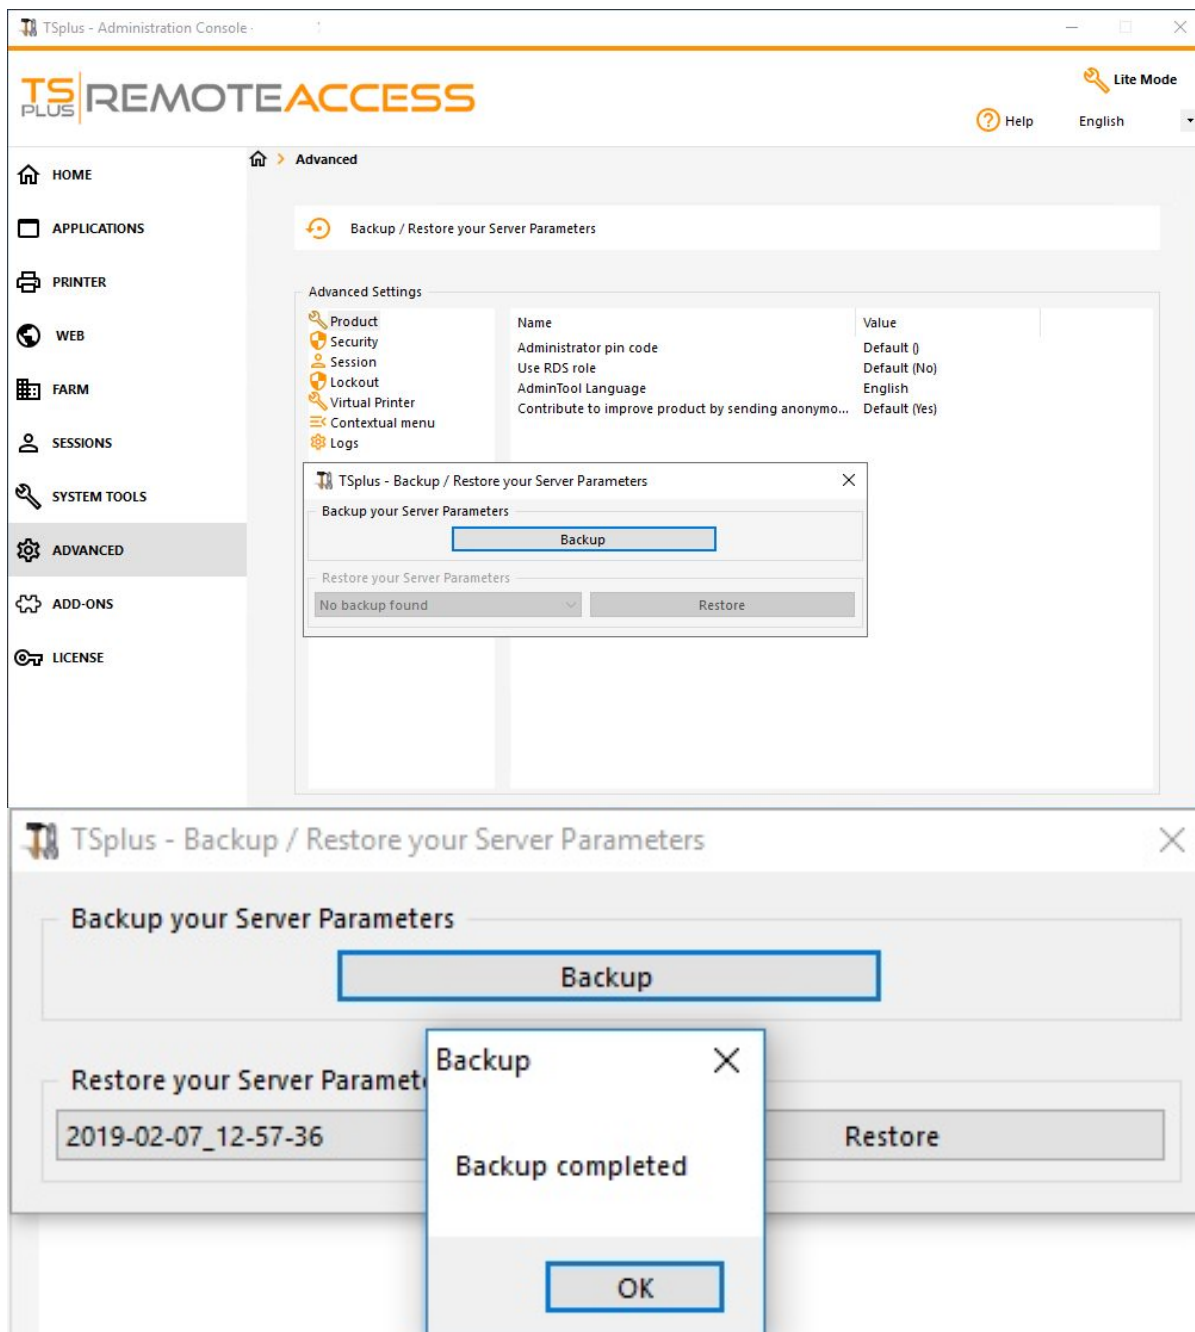 TSplus - Administration Console -
TS PLUS REMOTEACCESS
Lite Mode
Help English
HOME
APPLICATIONS
PRINTER
WEB
FARM
SESSIONS
SYSTEM TOOLS
ADVANCED
ADD-ONS
LICENSE
Advanced
Backup / Restore your Server Parameters
Advanced Settings
Product
Security
Session
Lockout
Virtual Printer
Contextual menu
Logs
Name Value
Administrator pin code Default ()
Use RDS role Default (No)
AdminTool Language English
Contribute to improve product by sending anonymo... Default (Yes)
TSplus - Backup / Restore your Server Parameters
Backup your Server Parameters
Backup
Restore your Server Parameters
No backup found Restore
TSplus - Backup / Restore your Server Parameters
Backup your Server Parameters
Backup
Restore your Server Paramet
2019-02-07_12-57-36 Restore
Backup
Backup completed
OK